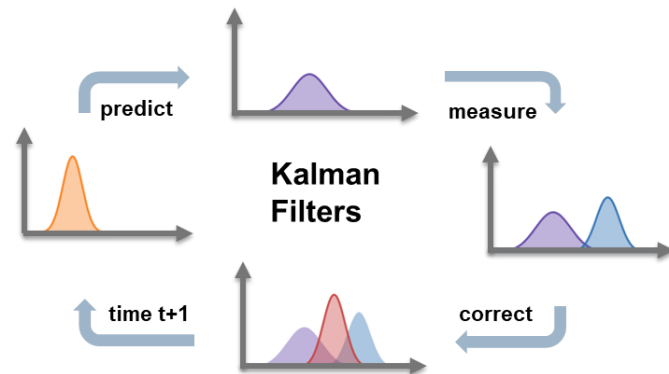 predict
measure
Kalman
Filters
time t+1
correct